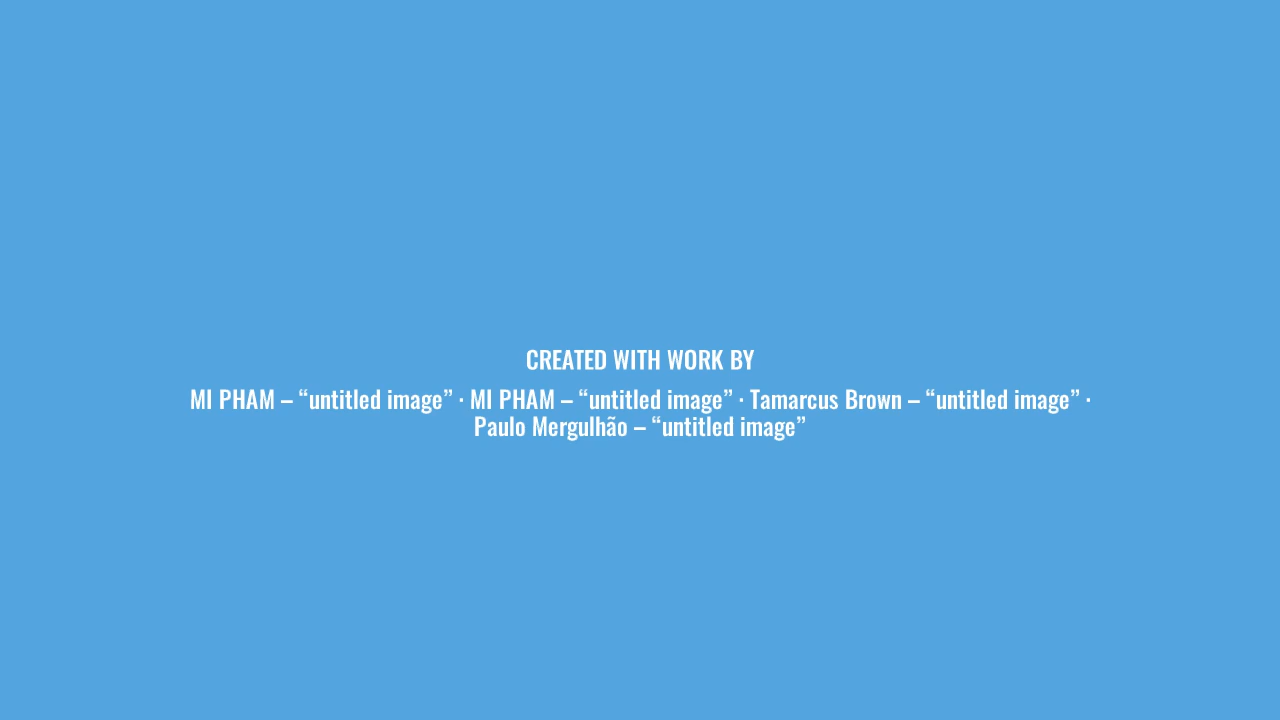 CREATED WITH WORK BY
MI PHAM – “untitled image” · MI PHAM – “untitled image” · Tamarcus Brown – “untitled image” ·
Paulo Mergulhão – “untitled image”